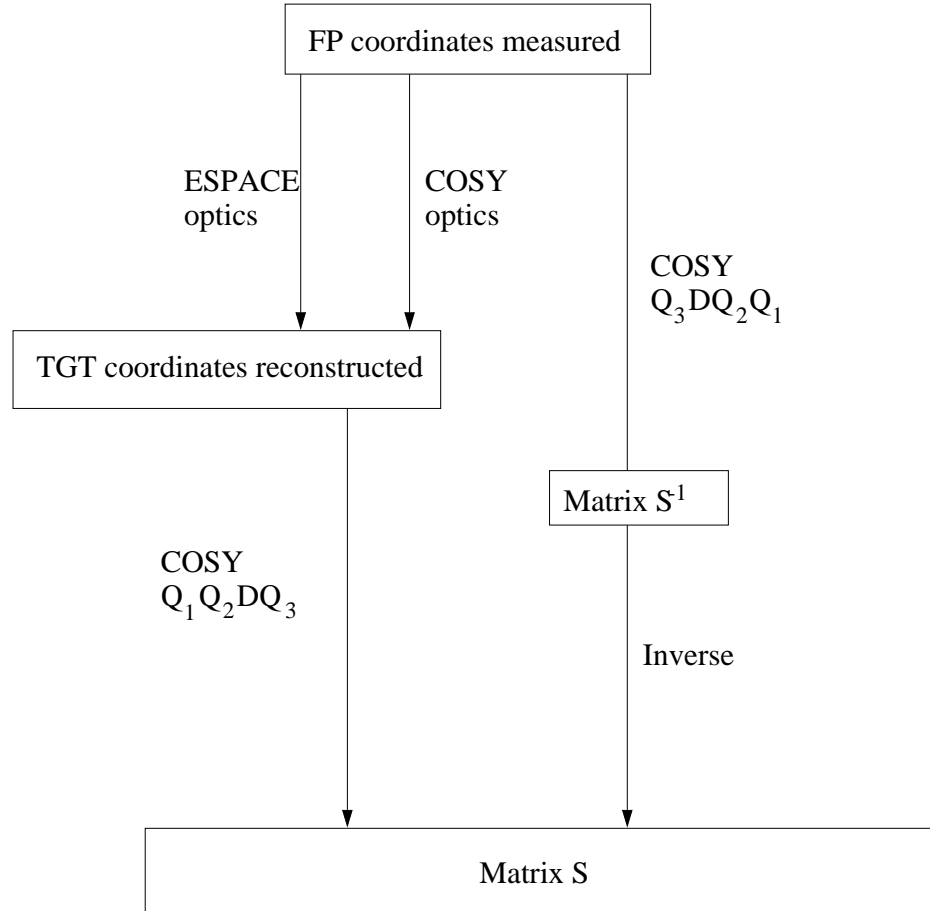 FP coordinates measured
ESPACE
optics
COSY
optics
COSY
Q₃DQ₂Q₁
TGT coordinates reconstructed
Matrix S⁻¹
COSY
Q₁Q₂DQ₃
Inverse
Matrix S